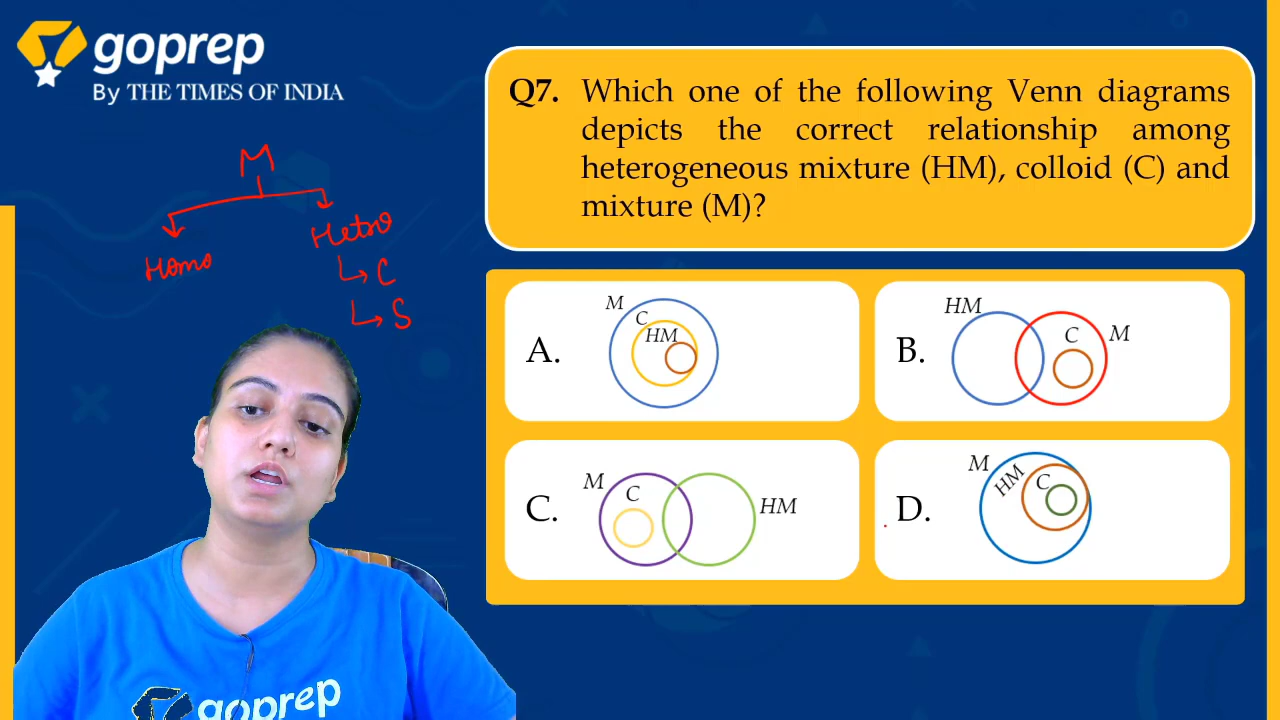 goprep
By THE TIMES OF INDIA
M
Homo
Hetro
↳ C
↳ S
Q7. Which one of the following Venn diagrams
depicts the correct relationship among
heterogeneous mixture (HM), colloid (C) and
mixture (M)?
A.
M
C
HM
B.
HM
C
M
C.
M
C
HM
D.
M
HM
C
goprep